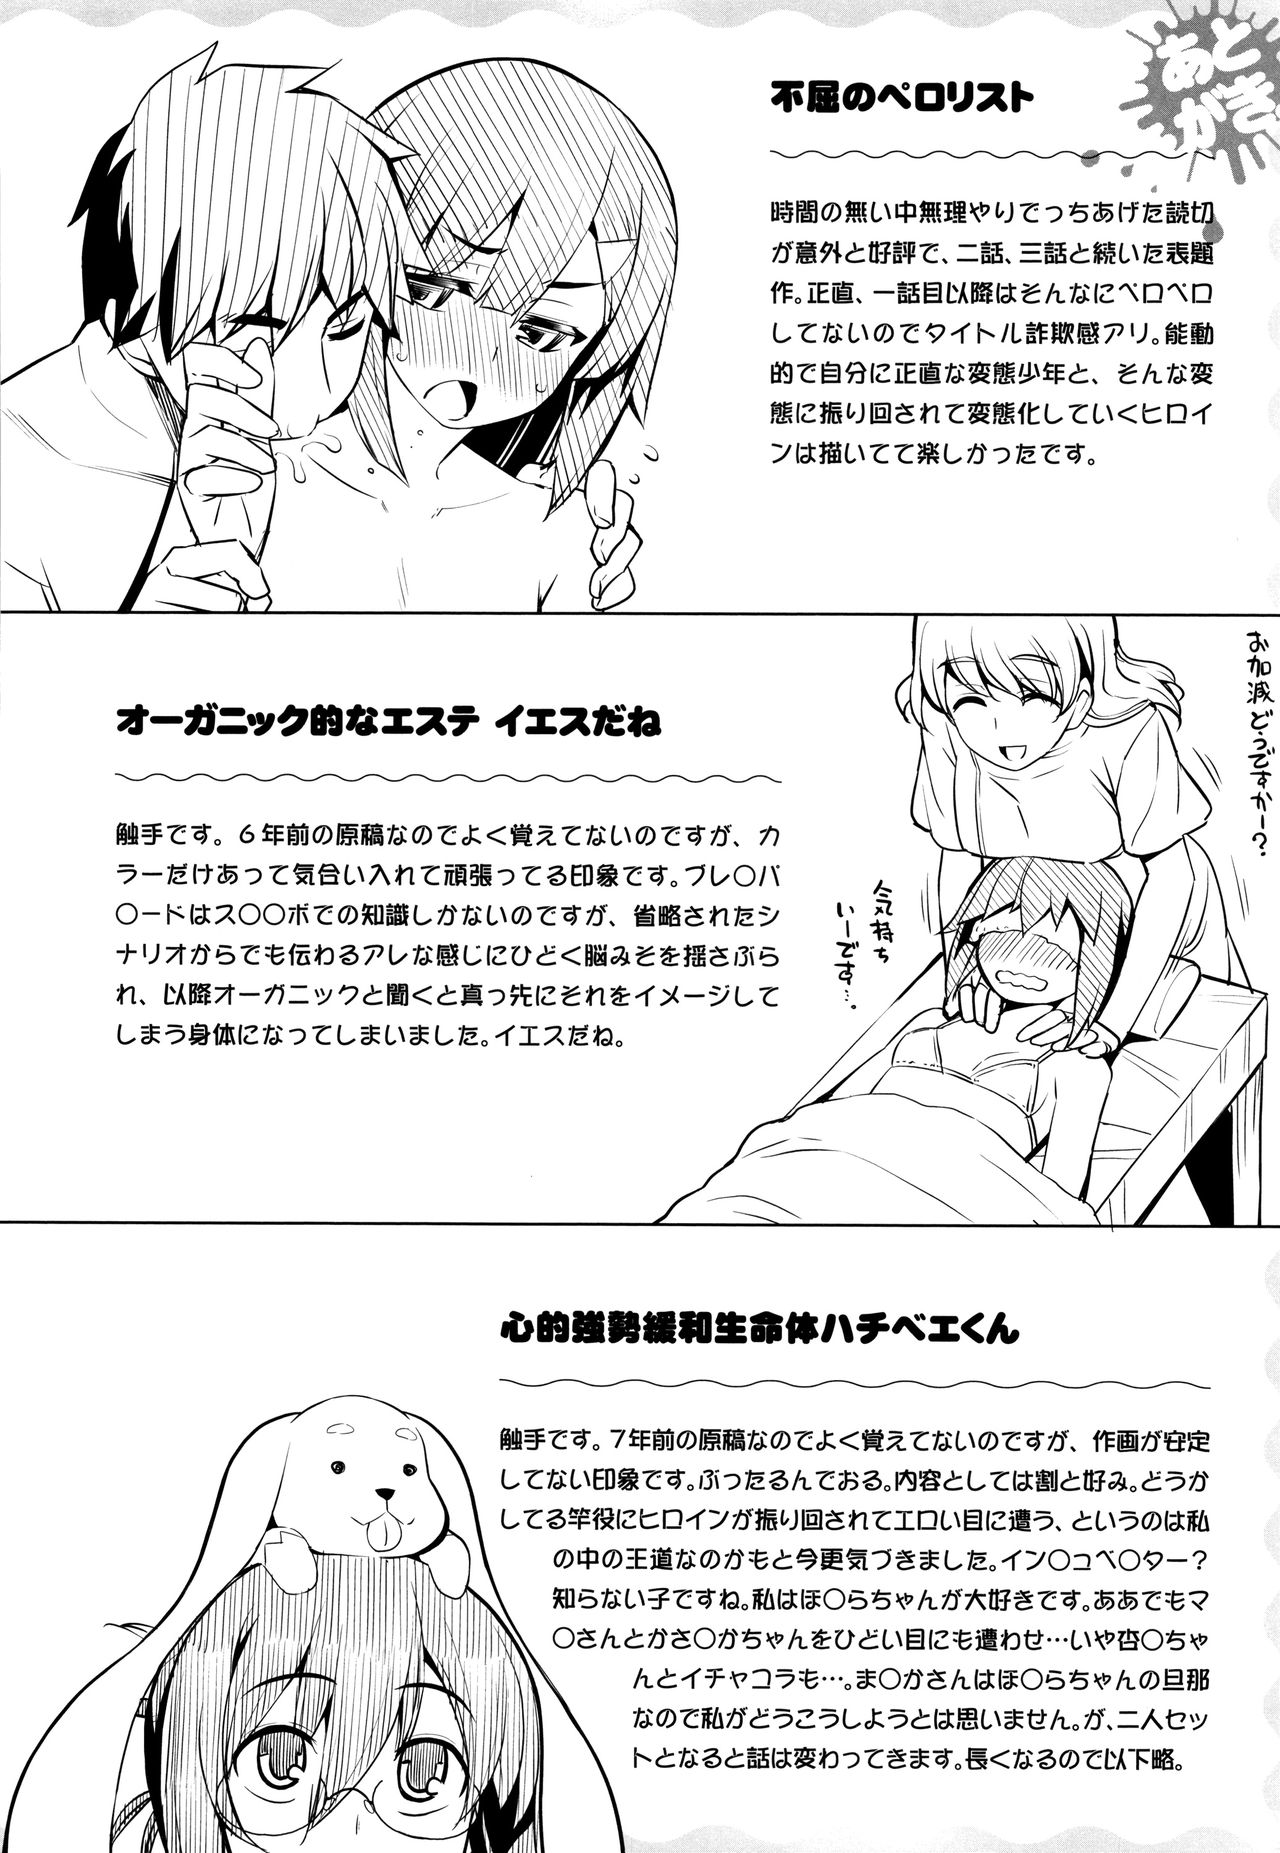 あと
がき
不屈のペロリスト
時間の無い中無理やりでっちあげた読切
が意外と好評で、二話、三話と続いた表題
作。正直、一話目以降はそんなにペロペロ
してないのでタイトル詐欺感アリ。能動
的で自分に正直な変態少年と、そんな変
態に振り回されて変態化していくヒロイ
ンは描いてて楽しかったです。
オーガニック的なエステ イエスだね
触手です。6年前の原稿なのでよく覚えてないのですが、カ
ラーだけあって気合い入れて頑張ってる印象です。ブレ〇パ
〇ードはス〇〇ボでの知識しかないのですが、省略されたシ
ナリオからでも伝わるアレな感じにひどく脳みそを揺さぶら
れ、以降オーガニックと聞くと真っ先にそれをイメージして
しまう身体になってしまいました。イエスだね。
お加減どうですかー?
気持ち
いーです…。
心的強勢緩和生命体ハチベエくん
触手です。7年前の原稿なのでよく覚えてないのですが、作画が安定
してない印象です。ぶったるんでおる。内容としては割と好み。どうか
してる竿役にヒロインが振り回されてエロい目に遭う、というのは私
の中の王道なのかもと今更気づきました。イン〇ュベ〇ター?
知らない子ですね。私はほ〇らちゃんが大好きです。ああでもマ
〇さんとかさ〇かちゃんをひどい目にも遭わせ…いや杏〇ちゃ
んとイチャコラも…。ま〇かさんはほ〇らちゃんの旦那
なので私がどうこうしようとは思いません。が、二人セッ
トとなると話は変わってきます。長くなるので以下略。